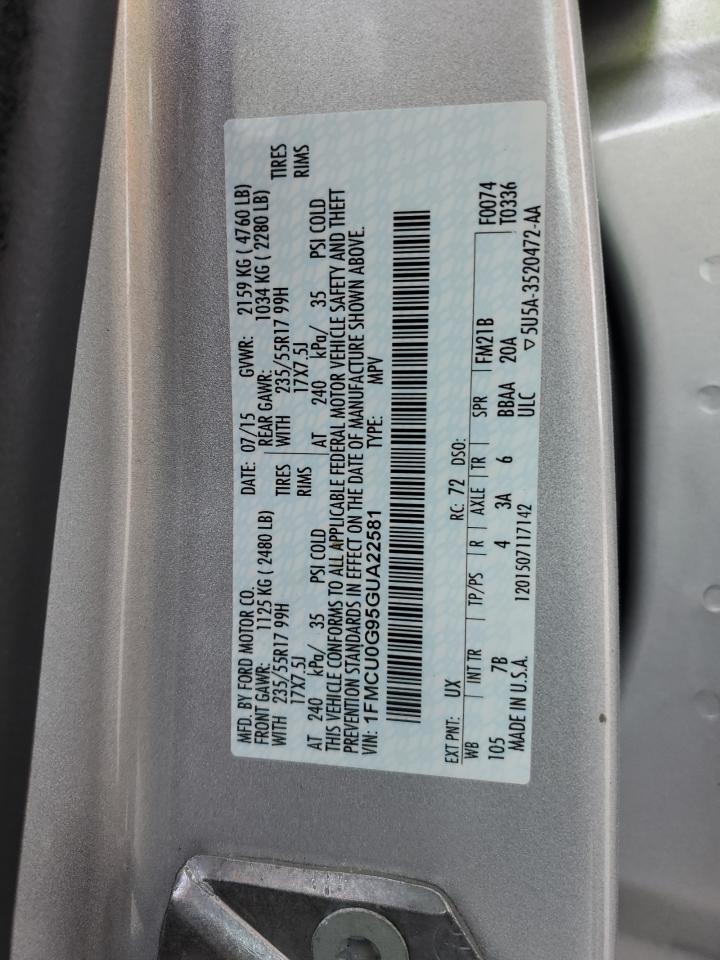 MFD. BY FORD MOTOR CO.
DATE: 07/15 GVWR: 2159 KG ( 4760 LB)
FRONT GAWR: 1125 KG ( 2480 LB) REAR GAWR: 1034 KG ( 2280 LB)
WITH 235/55R17 99H TIRES WITH 235/55R17 99H TIRES
17X7.5J RIMS 17X7.5J RIMS
AT 240 kPa/ 35 PSI COLD AT 240 kPa/ 35 PSI COLD
THIS VEHICLE CONFORMS TO ALL APPLICABLE FEDERAL MOTOR VEHICLE SAFETY AND THEFT
PREVENTION STANDARDS IN EFFECT ON THE DATE OF MANUFACTURE SHOWN ABOVE.
VIN: 1FMCU0G95GUA22581 TYPE: MPV
EXT PNT: UX RC: 72 DSO: F0074
WB INT TR TP/PS R AXLE TR SPR FM21B T0336
105 7B 4 3A 6 BBAA 20A
MADE IN U.S.A. 1201507117142 ULC ▽5U5A-3520472-AA